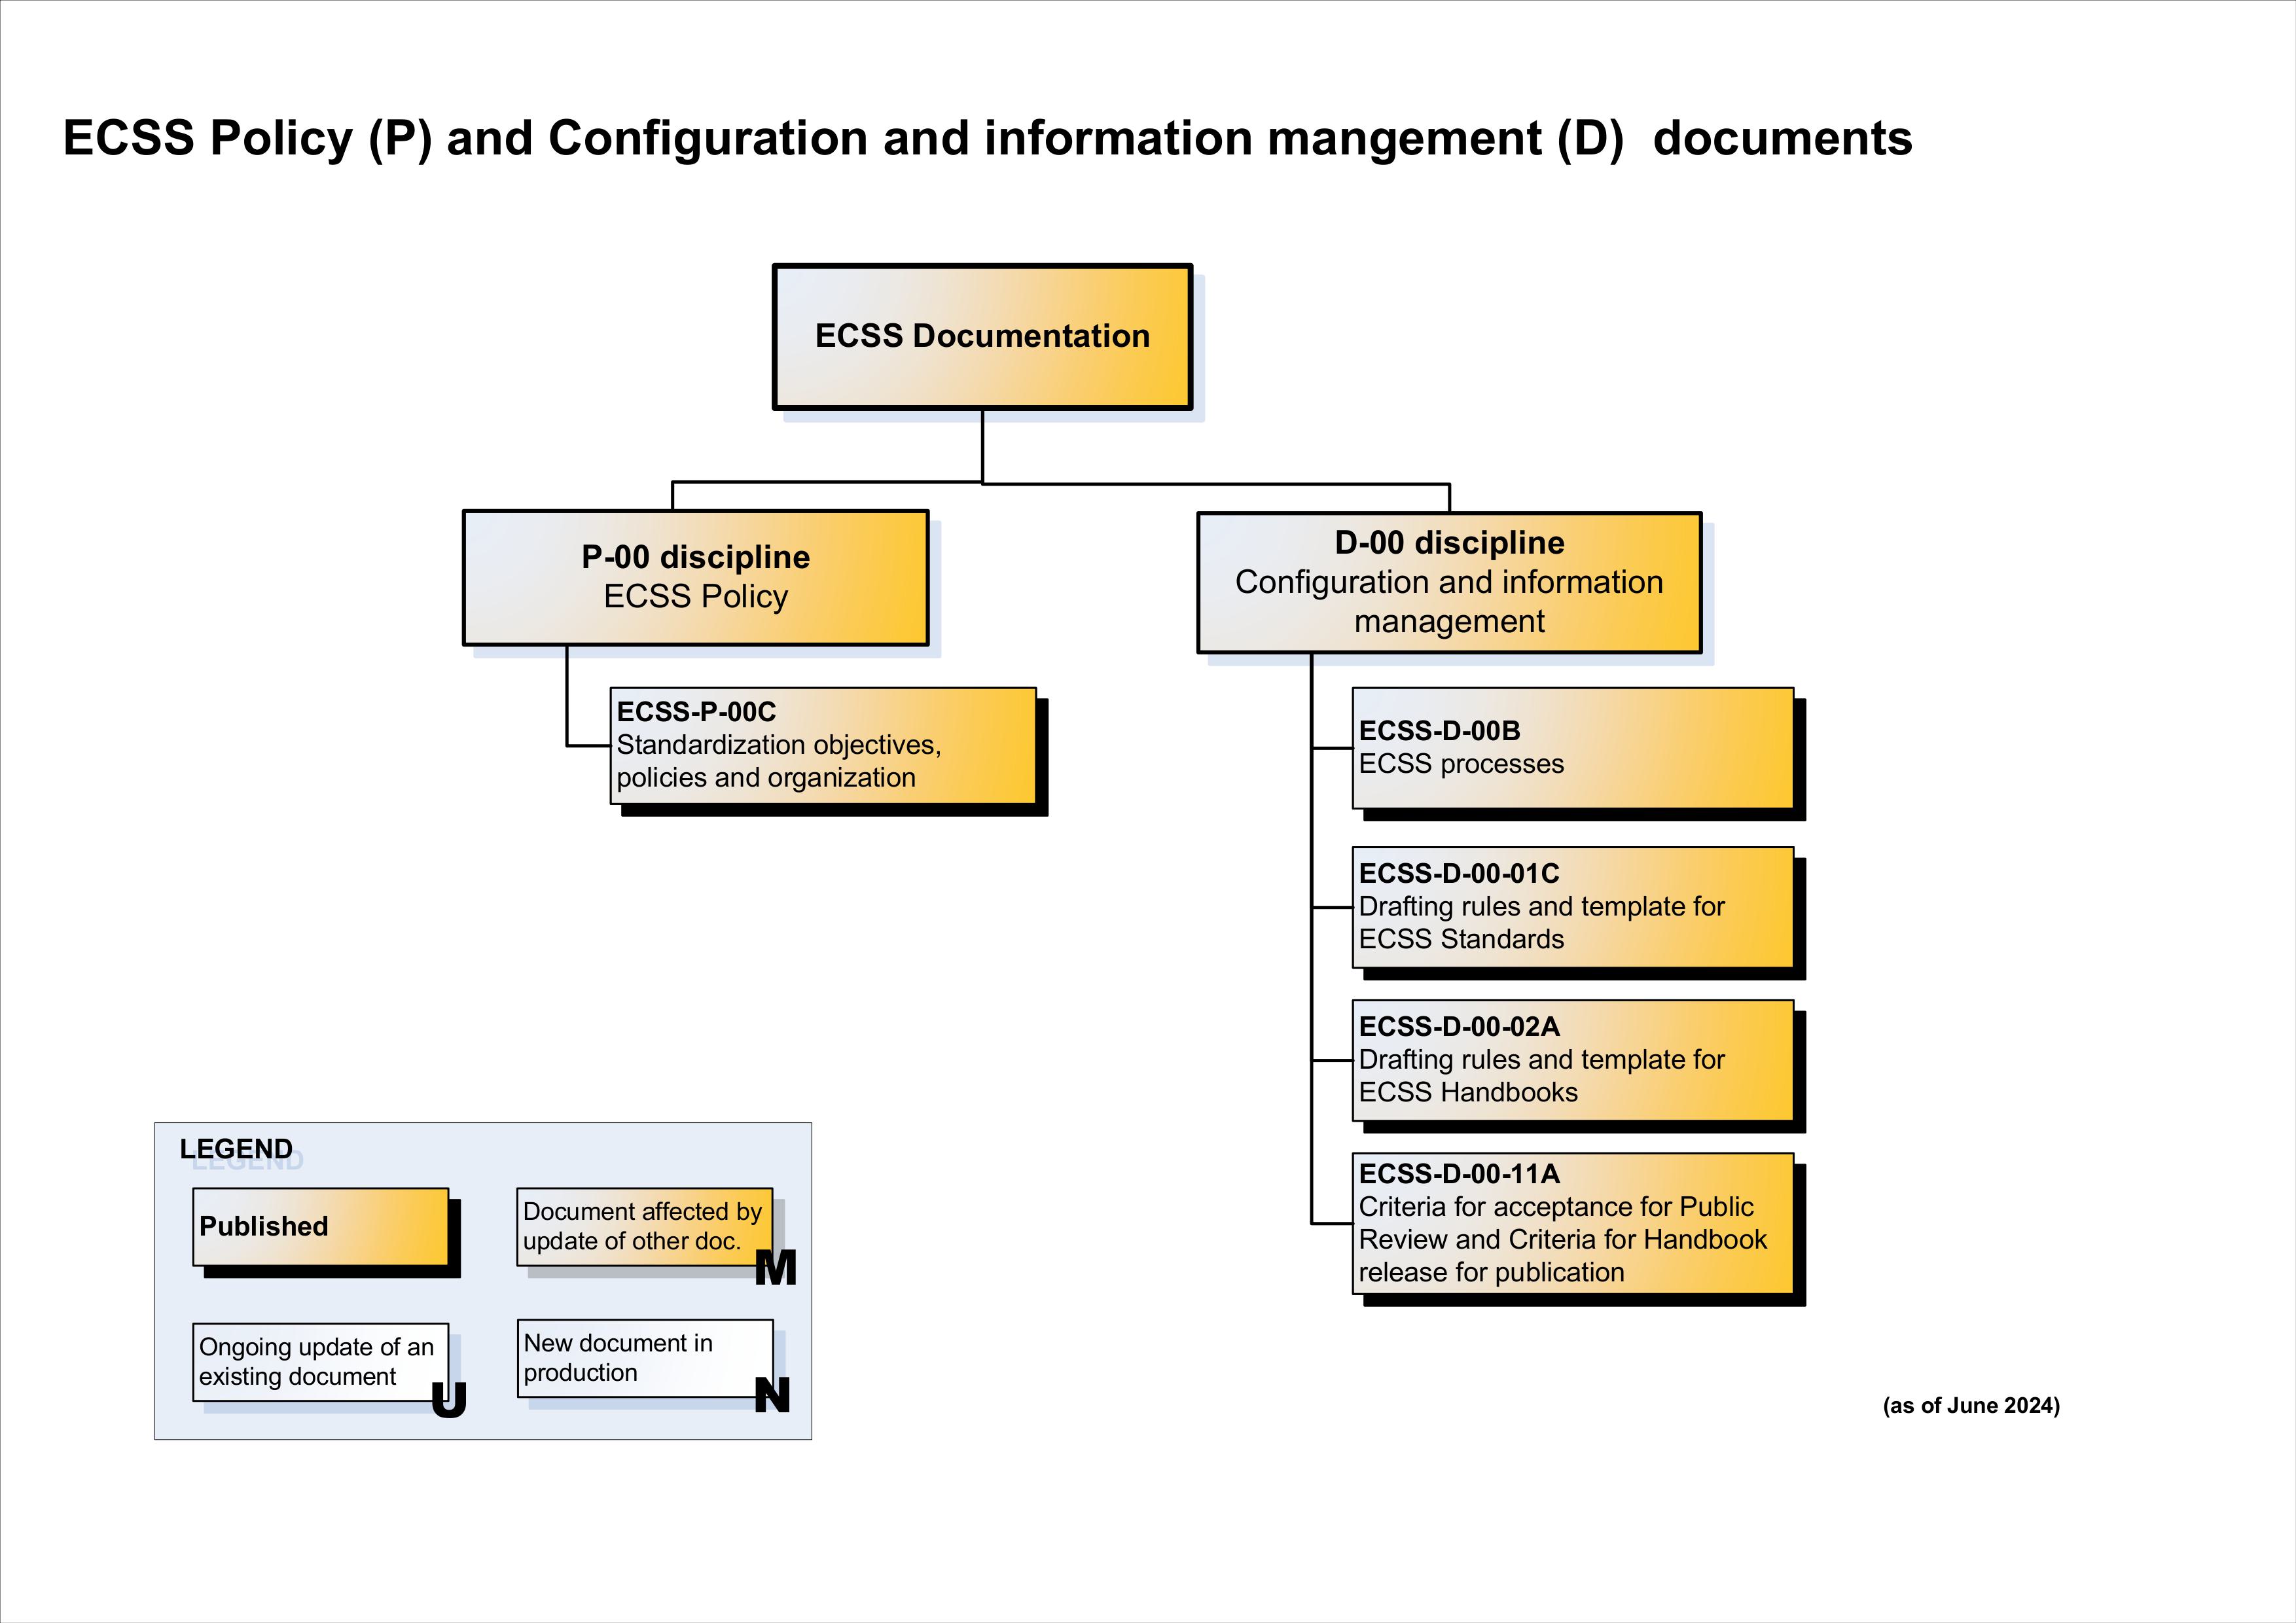 ECSS Policy (P) and Configuration and information mangement (D)  documents
ECSS Documentation
P-00 discipline
ECSS Policy
ECSS-P-00C
Standardization objectives,
policies and organization
D-00 discipline
Configuration and information
management
ECSS-D-00B
ECSS processes
ECSS-D-00-01C
Drafting rules and template for
ECSS Standards
ECSS-D-00-02A
Drafting rules and template for
ECSS Handbooks
ECSS-D-00-11A
Criteria for acceptance for Public
Review and Criteria for Handbook
release for publication
LEGEND
Published
Document affected by
update of other doc.
M
Ongoing update of an
existing document
U
New document in
production
N
(as of June 2024)